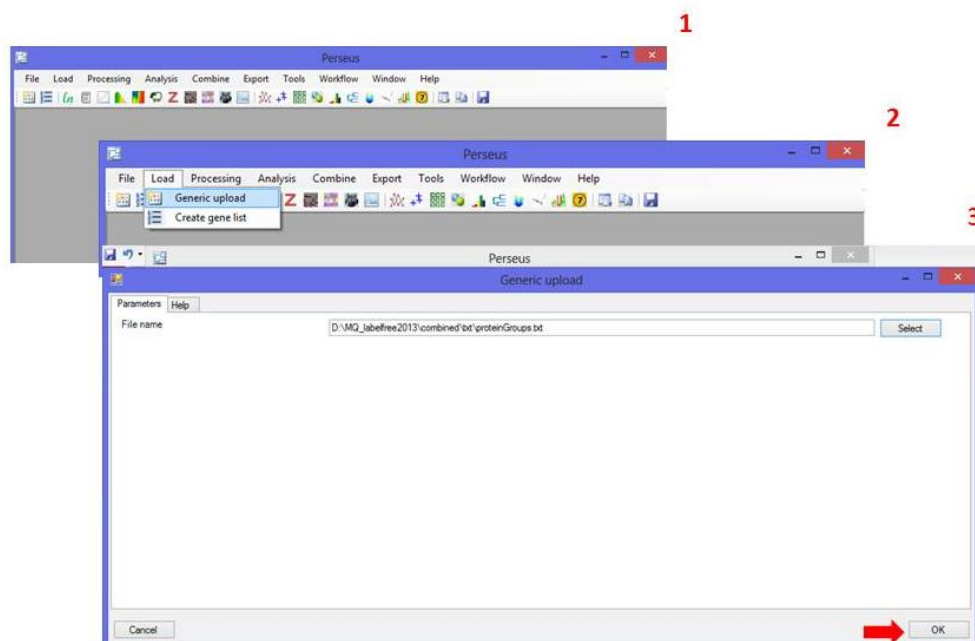 1
Perseus
File Load Processing Analysis Combine Export Tools Workflow Window Help
2
Perseus
File Load Processing Analysis Combine Export Tools Workflow Window Help
Generic upload
Create gene list
3
Perseus
Generic upload
Parameters Help
File name D:\MQ_labelfree2013\combined\txt\proteinGroups.txt Select
Cancel OK